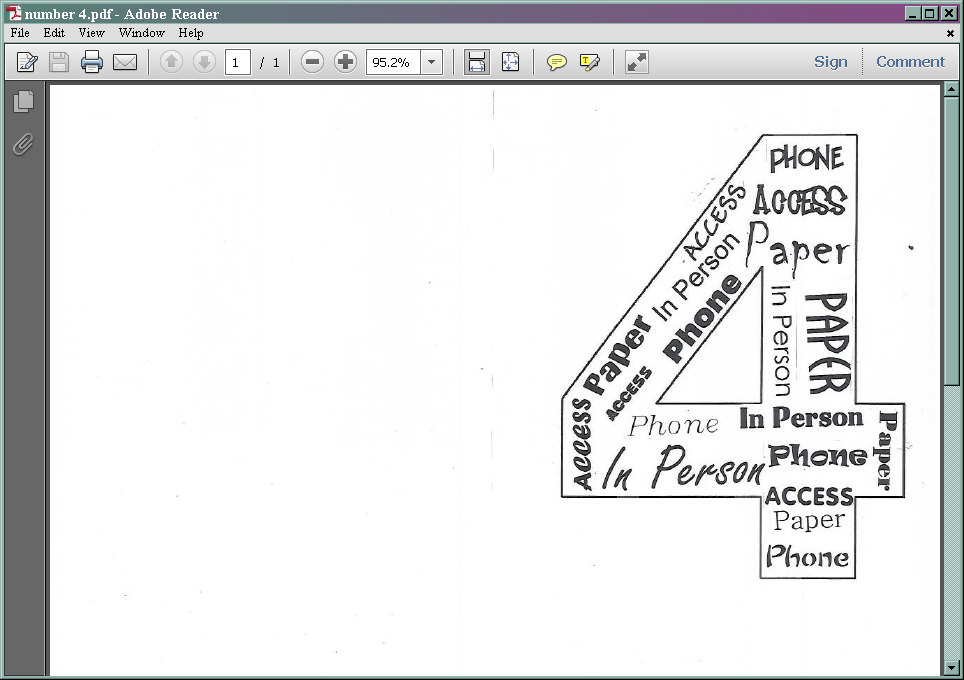 number 4.pdf - Adobe Reader
File Edit View Window Help
1 / 1 95.2% Sign Comment
PHONE
ACCESS
Paper
ACCESS
In Person
Phone
Paper
ACCESS
In Person
PAPER
Access
Phone
In Person
In Person
Phone
Paper
ACCESS
Paper
Phone